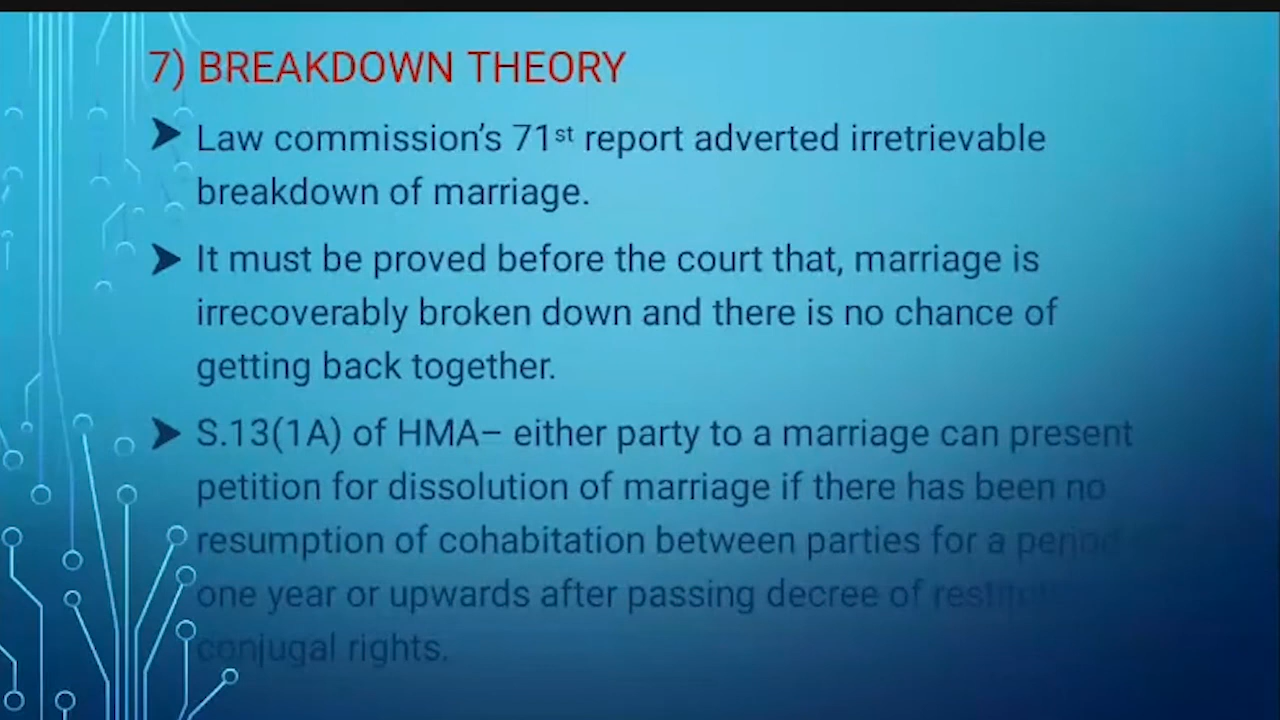 7) BREAKDOWN THEORY
Law commission’s 71st report adverted irretrievable
breakdown of marriage.
It must be proved before the court that, marriage is
irrecoverably broken down and there is no chance of
getting back together.
S.13(1A) of HMA– either party to a marriage can present
petition for dissolution of marriage if there has been no
resumption of cohabitation between parties for a period
one year or upwards after passing decree of
conjugal rights.